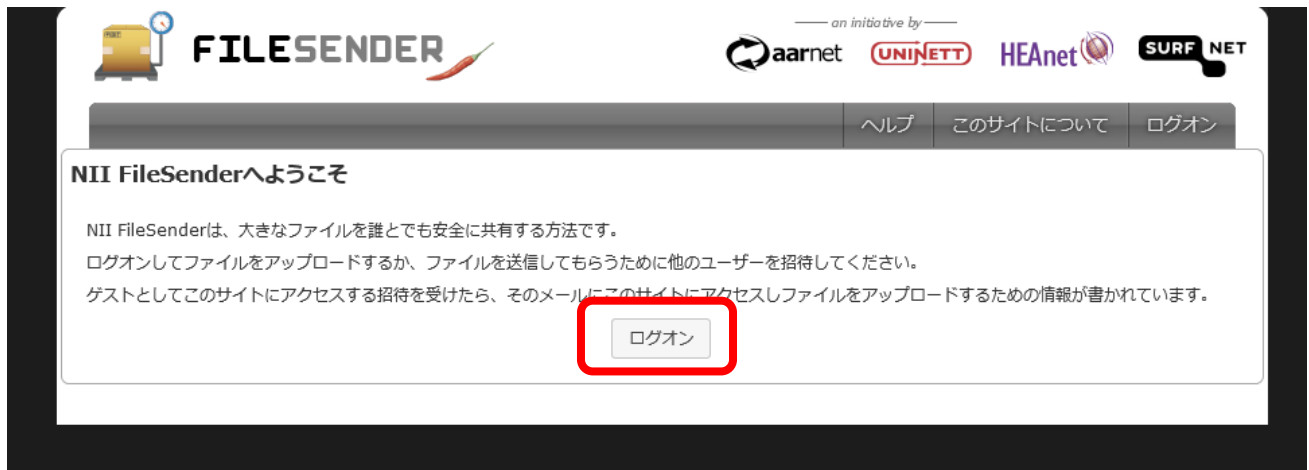 an initiative by
FILESENDER
aarnet
UNINETT
HEAnet
SURF NET
ヘルプ
このサイトについて
ログオン
NII FileSenderへようこそ
NII FileSenderは、大きなファイルを誰とでも安全に共有する方法です。
ログオンしてファイルをアップロードするか、ファイルを送信してもらうために他のユーザーを招待してください。
ゲストとしてこのサイトにアクセスする招待を受けたら、そのメールにこのサイトにアクセスしファイルをアップロードするための情報が書かれています。
ログオン